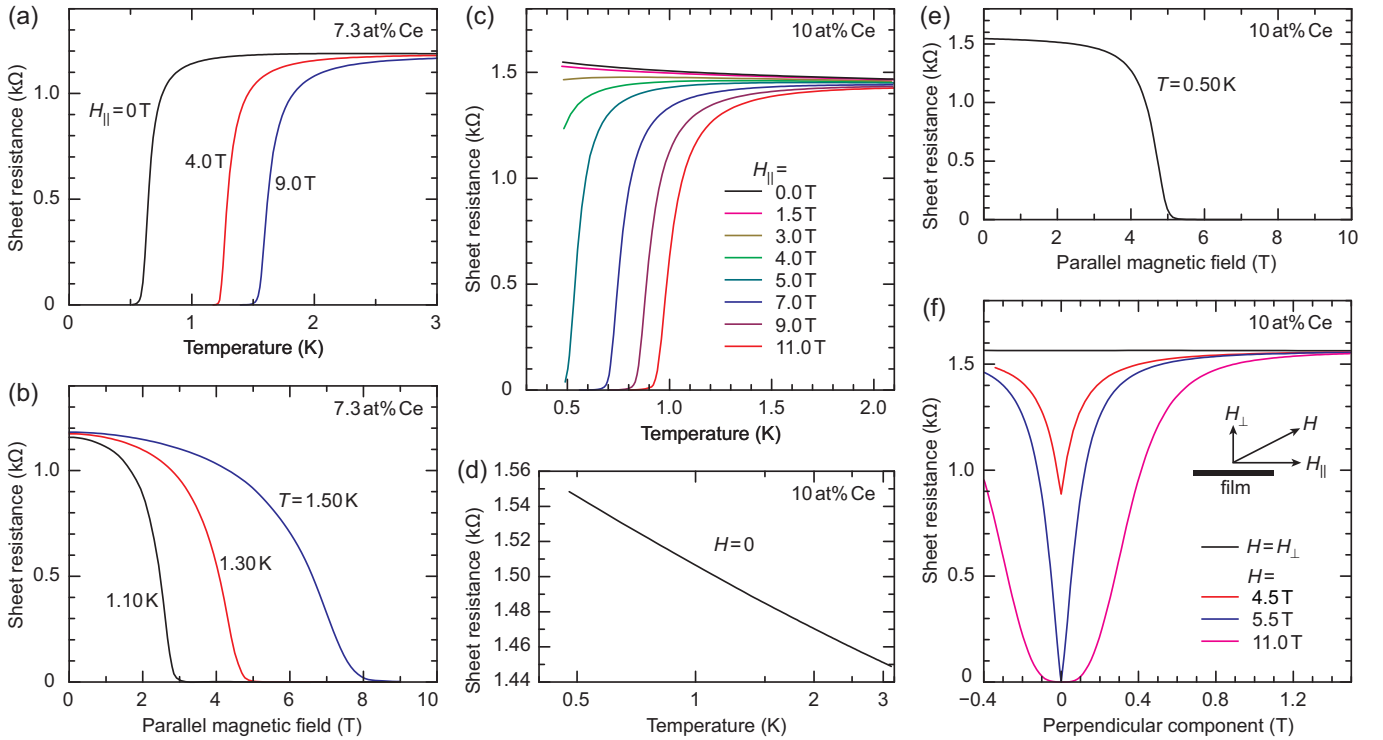 (a)
7.3 at% Ce
H|| = 0 T
4.0 T
9.0 T
Sheet resistance (kΩ)
1.0
0.5
0
0 1 2 3
Temperature (K)
(b)
7.3 at% Ce
T = 1.50 K
1.30 K
1.10 K
Sheet resistance (kΩ)
1.0
0.5
0
0 2 4 6 8 10
Parallel magnetic field (T)
(c)
10 at% Ce
H|| =
0.0 T
1.5 T
3.0 T
4.0 T
5.0 T
7.0 T
9.0 T
11.0 T
Sheet resistance (kΩ)
1.5
1.0
0.5
0
0.5 1.0 1.5 2.0
Temperature (K)
(d)
10 at% Ce
H = 0
Sheet resistance (kΩ)
1.56
1.54
1.52
1.50
1.48
1.46
1.44
0.5 1 2 3
Temperature (K)
(e)
10 at% Ce
T = 0.50 K
Sheet resistance (kΩ)
1.5
1.0
0.5
0
0 2 4 6 8 10
Parallel magnetic field (T)
(f)
10 at% Ce
H⊥
H
H||
film
H = H⊥
H =
4.5 T
5.5 T
11.0 T
Sheet resistance (kΩ)
1.5
1.0
0.5
0
−0.4 0 0.4 0.8 1.2
Perpendicular component (T)